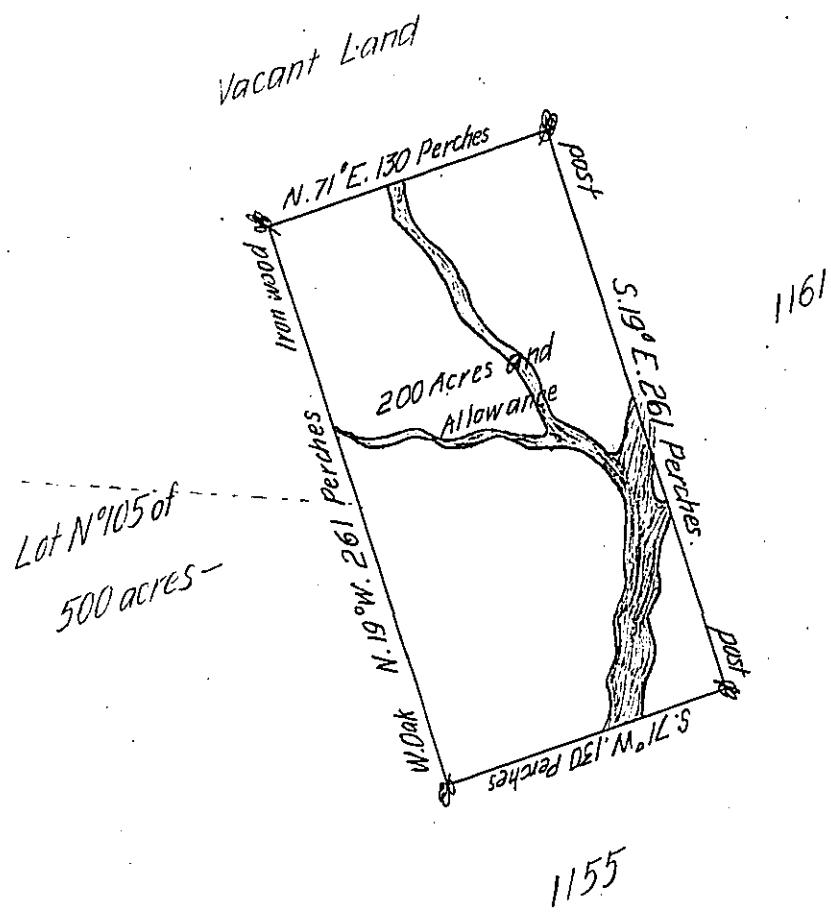 Vacant Land
N. 71° E. 130 Perches
post
Iron wood
S. 19° E. 261 Perches.
1161
200 Acres and
Allowance
N. 19° W. 261 Perches
Lot No 105 of
500 acres—
W. Oak
post
S. 71° W. 130 Perches
1155